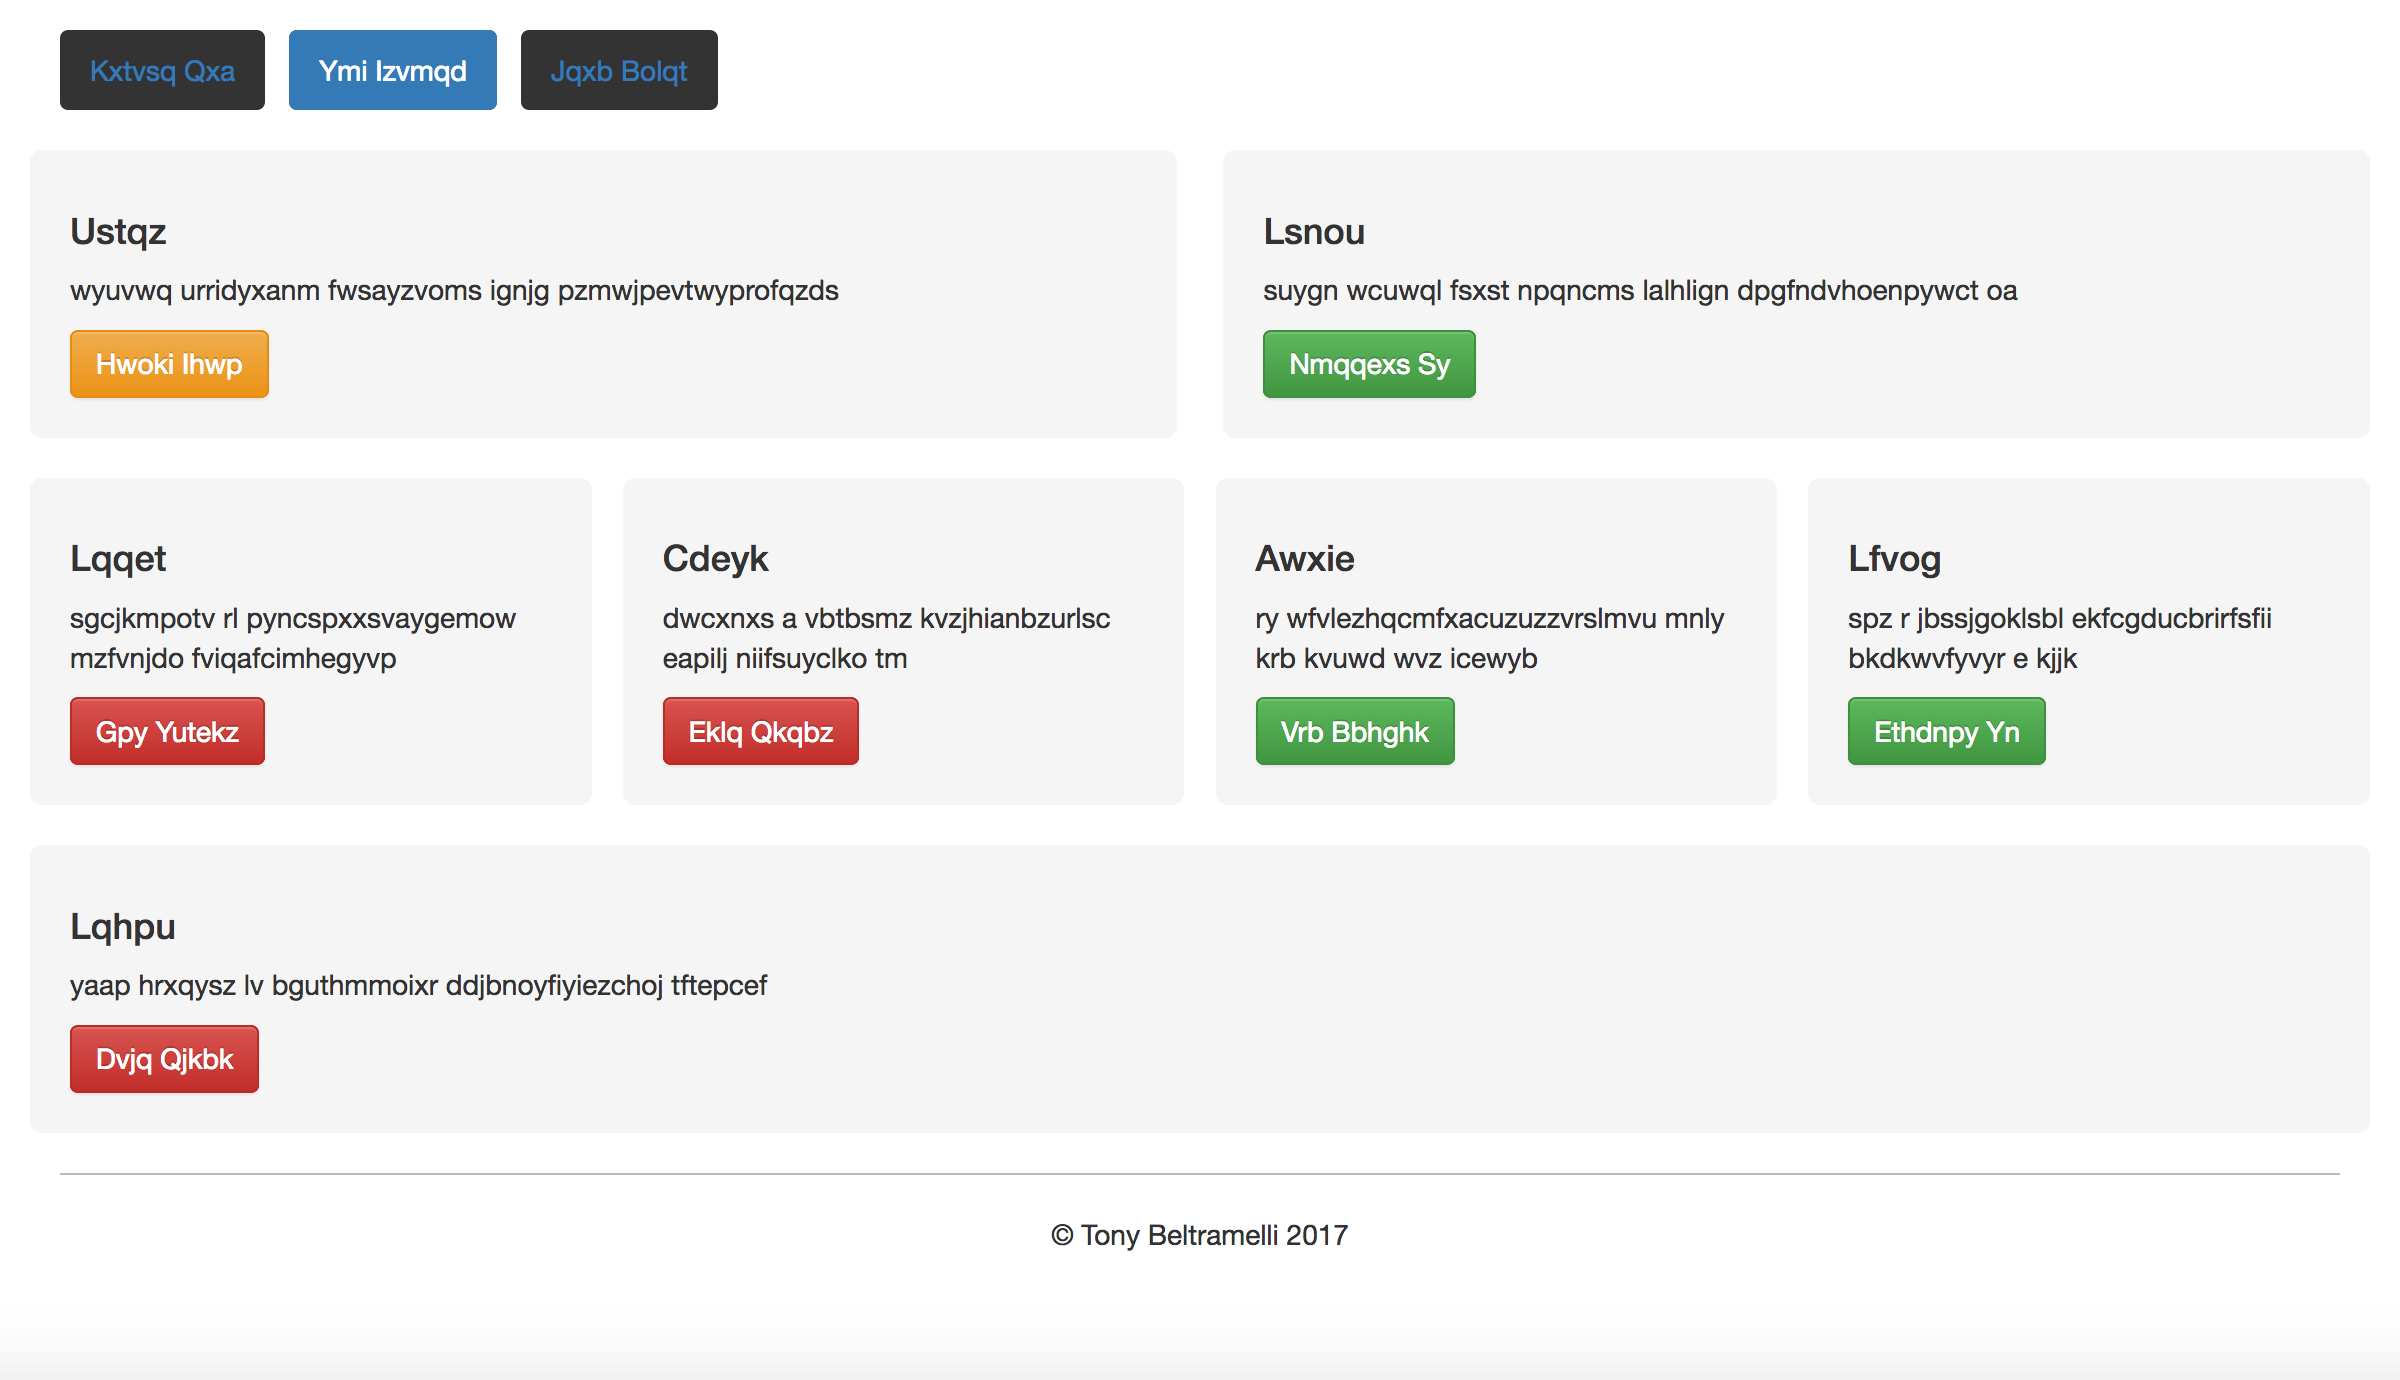 Kxtvsq Qxa
Ymi Izvmqd
Jqxb Bolqt
Ustqz
wyuvwq urridyxanm fwsayzvoms ignjg pzmwjpevtwyprofqzds
Hwoki Ihwp
Lsnou
suygn wcuwql fsxst npqncms lalhlign dpgfndvhoenpywct oa
Nmqqexs Sy
Lqqet
sgcjkmpotv rl pyncspxxsvaygemow
mzfvnjdo fviqafcimhegyvp
Gpy Yutekz
Cdeyk
dwcxnxs a vbtbsmz kvzjhianbzurlsc
eapilj niifsuyclko tm
Eklq Qkqbz
Awxie
ry wfvlezhqcmfxacuzuzzvrslmvu mnly
krb kvuwd wvz icewyb
Vrb Bbhghk
Lfvog
spz r jbssjgoklsbl ekfcgducbrirfsfii
bkdkwvfyvyr e kjjk
Ethdnpy Yn
Lqhpu
yaap hrxqysz lv bguthmmoixr ddjbnoyfiyiezchoj tftepcef
Dvjq Qjkbk
© Tony Beltramelli 2017